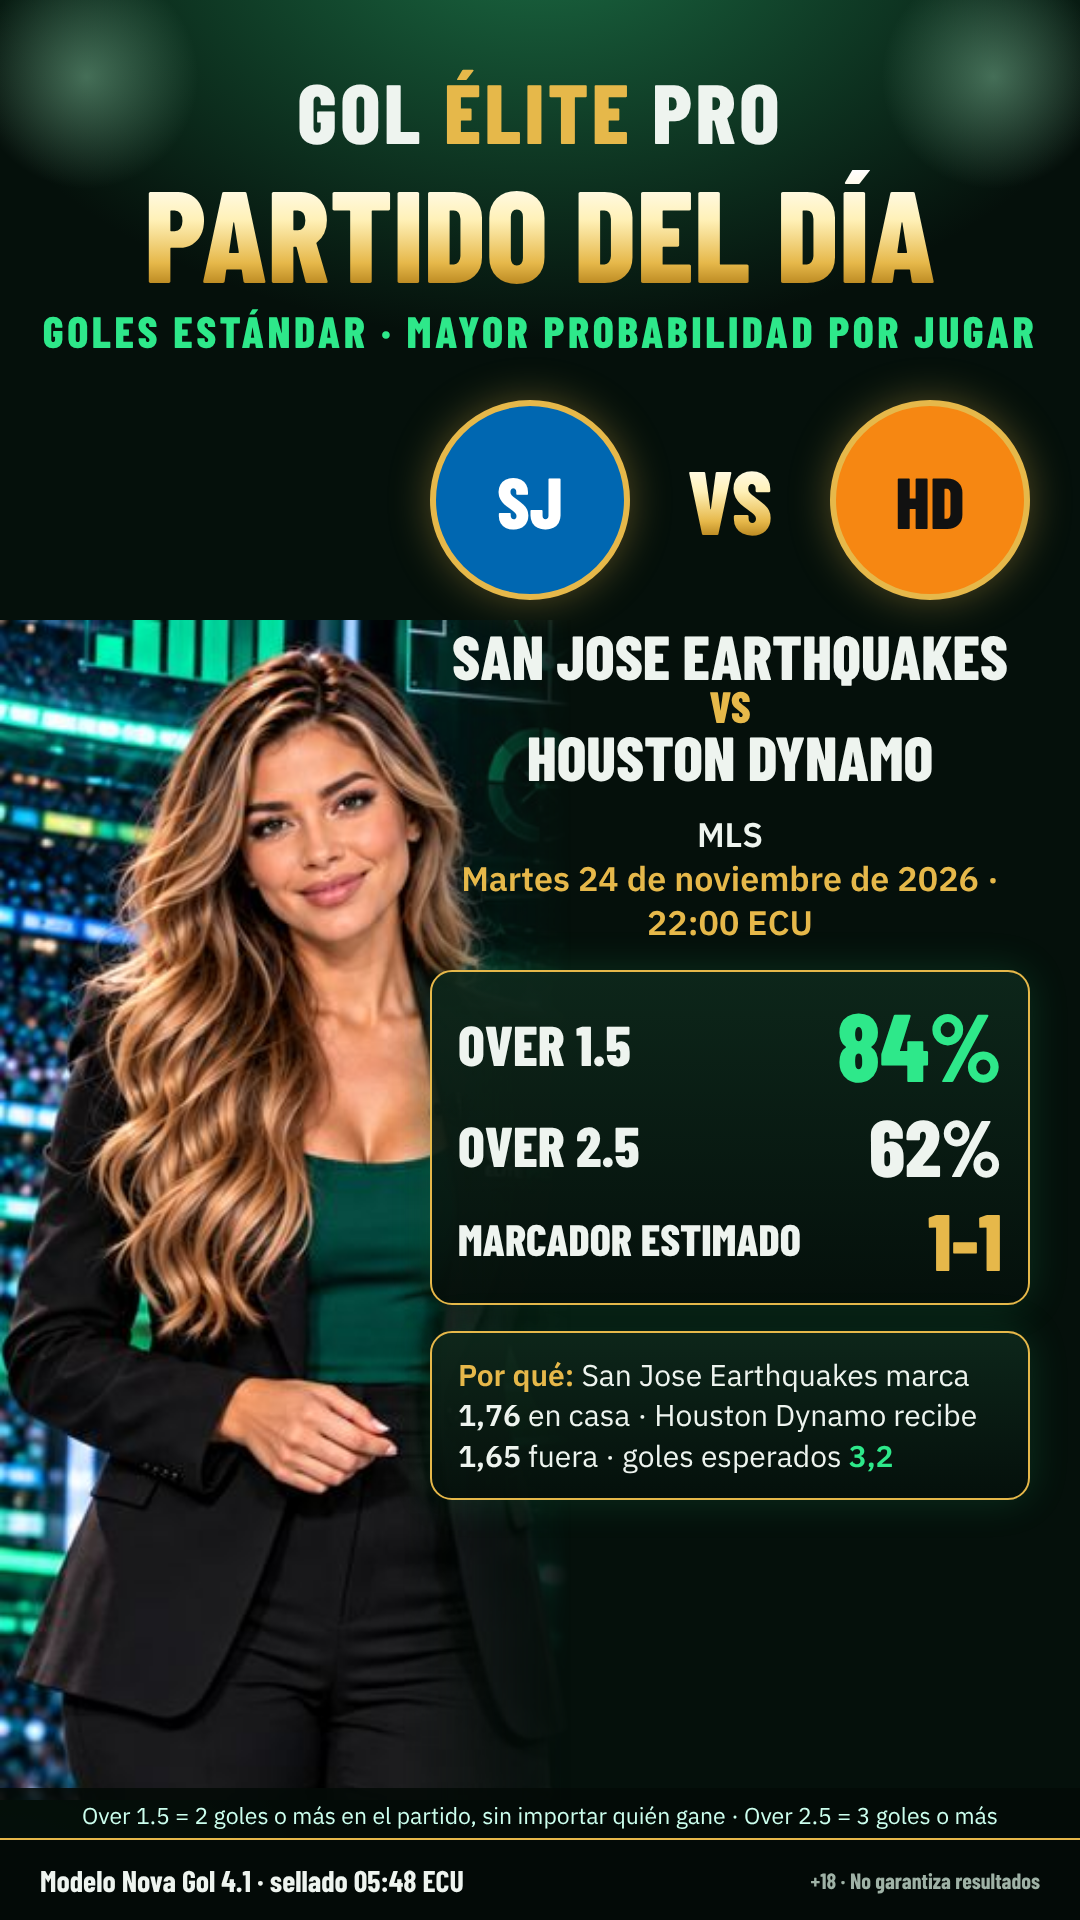 GOL ÉLITE PRO
PARTIDO DEL DÍA
GOLES ESTÁNDAR · MAYOR PROBABILIDAD POR JUGAR
SJ VS HD
SAN JOSE EARTHQUAKES
VS
HOUSTON DYNAMO
MLS
Martes 24 de noviembre de 2026 ·
22:00 ECU
OVER 1.5 84%
OVER 2.5 62%
MARCADOR ESTIMADO 1-1
Por qué: San Jose Earthquakes marca
1,76 en casa · Houston Dynamo recibe
1,65 fuera · goles esperados 3,2
Over 1.5 = 2 goles o más en el partido, sin importar quién gane · Over 2.5 = 3 goles o más
Modelo Nova Gol 4.1 · sellado 05:48 ECU
+18 · No garantiza resultados